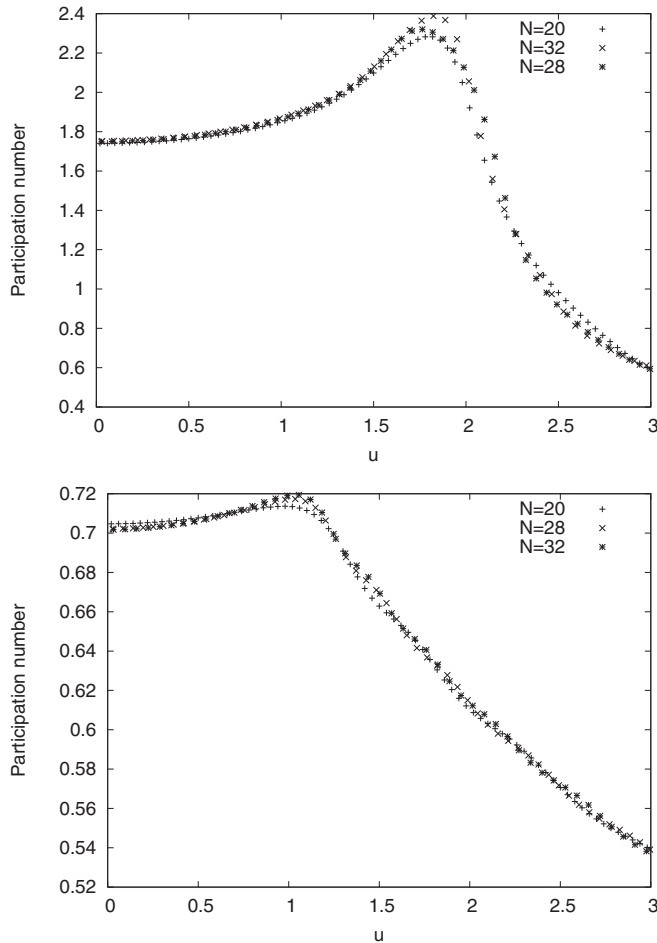 2.4
2.2
2
1.8
1.6
1.4
1.2
1
0.8
0.6
0.4
Participation number
N=20
N=32
N=28
0 0.5 1 1.5 2 2.5 3
u
0.72
0.7
0.68
0.66
0.64
0.62
0.6
0.58
0.56
0.54
0.52
Participation number
N=20
N=28
N=32
0 0.5 1 1.5 2 2.5 3
u